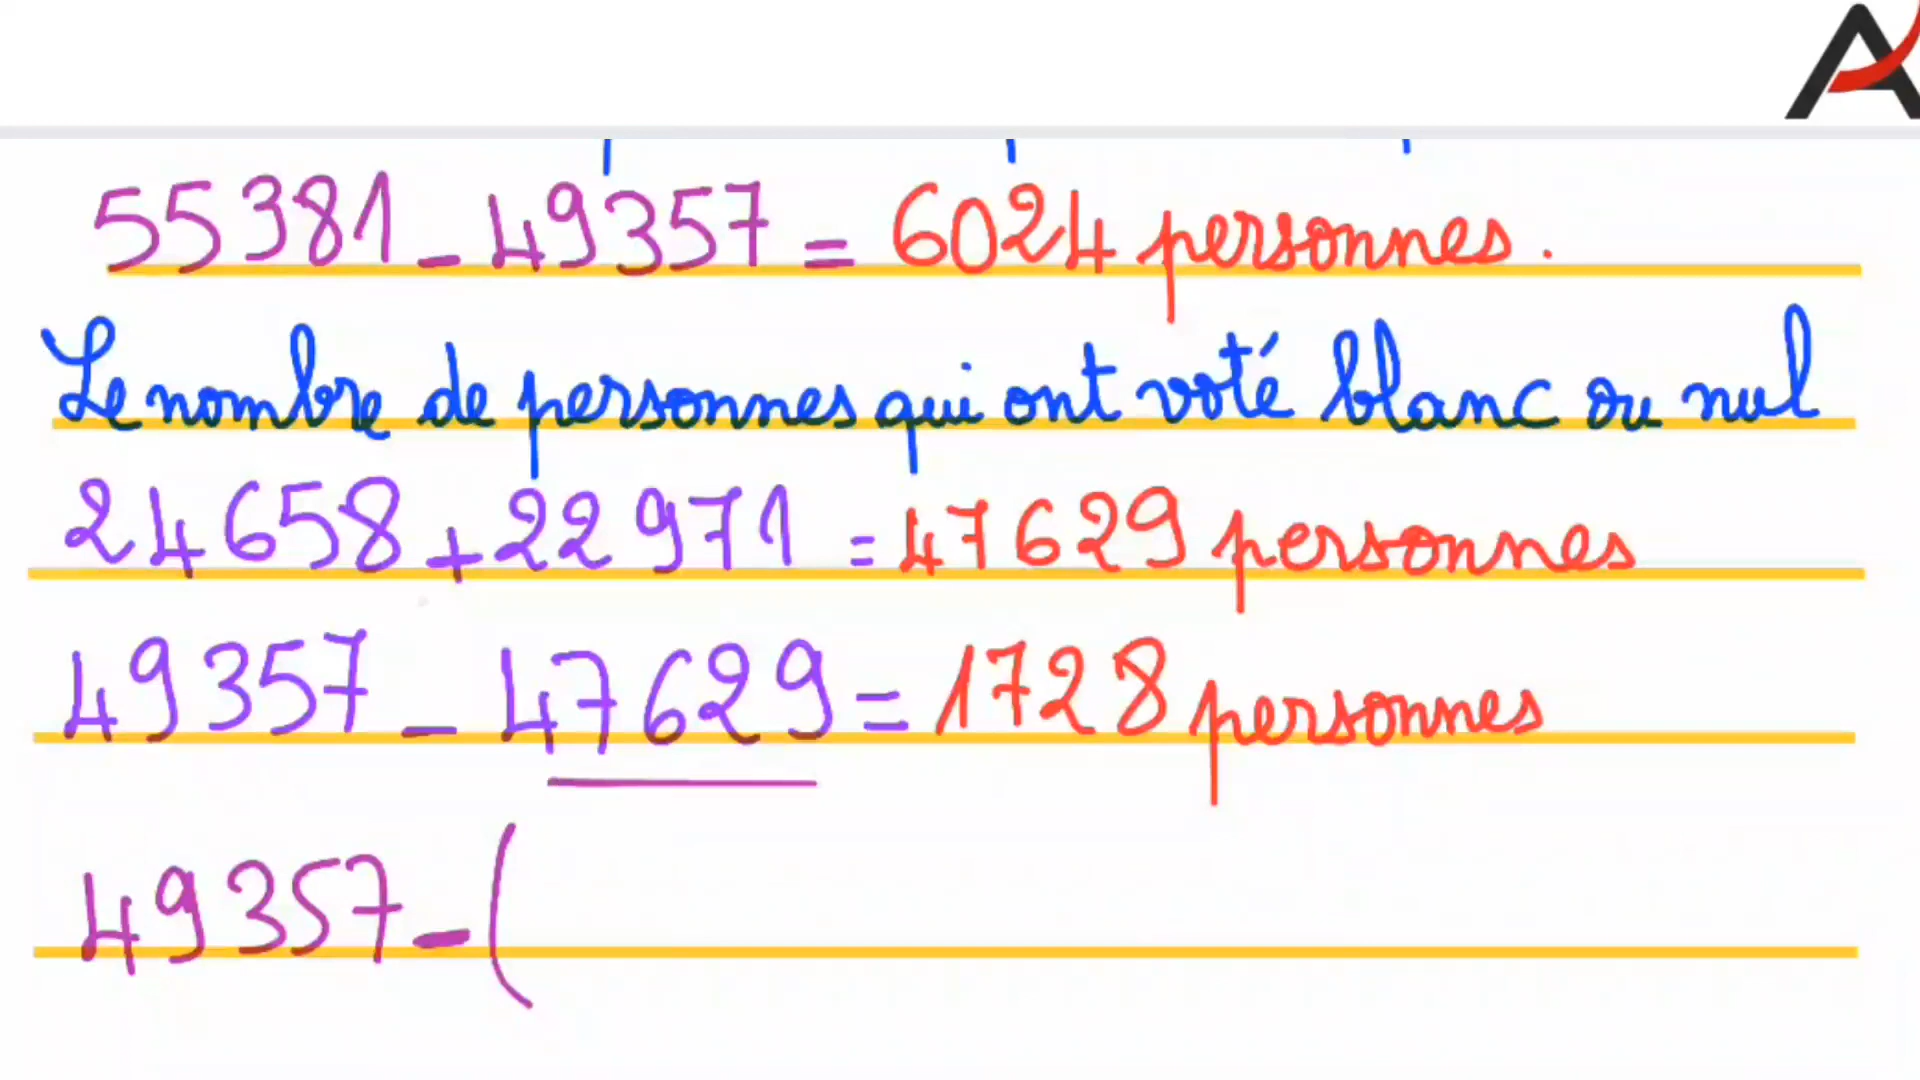 55381 - 49357 = 6024 personnes.
Le nombre de personnes qui ont voté blanc ou nul
24658 + 22971 = 47629 personnes
49357 - 47629 = 1728 personnes
49357 - (